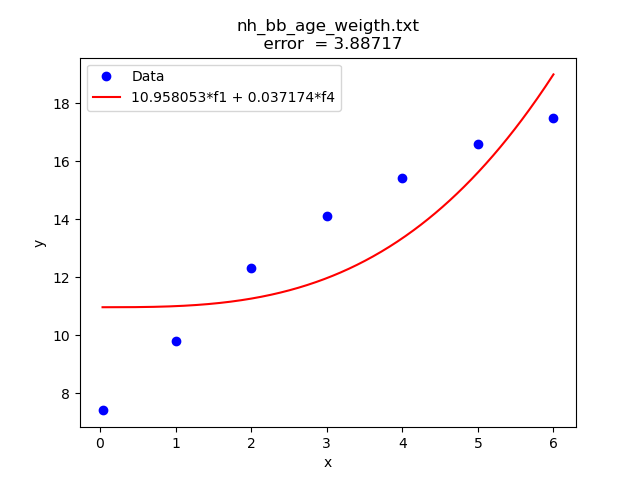 nh_bb_age_weigth.txt
error = 3.88717
Data
10.958053*f1 + 0.037174*f4
18
16
14
12
10
8
y
0 1 2 3 4 5 6
x